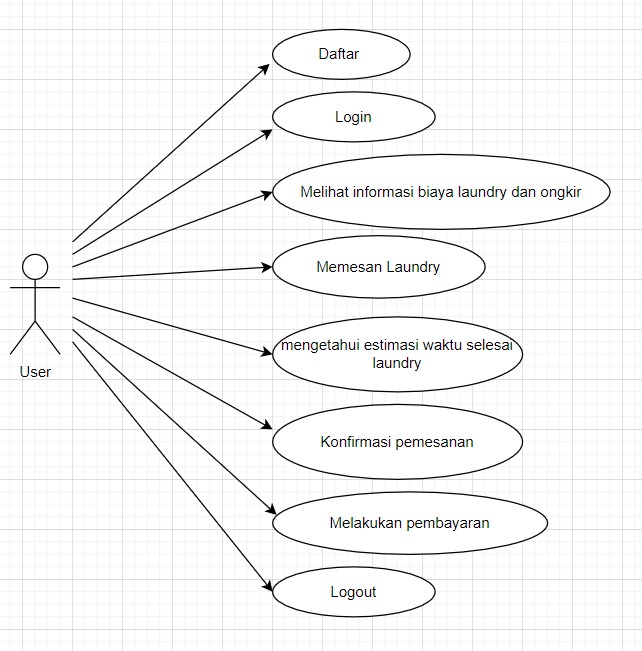 Daftar
Login
Melihat informasi biaya laundry dan ongkir
Memesan Laundry
mengetahui estimasi waktu selesai
laundry
User
Konfirmasi pemesanan
Melakukan pembayaran
Logout